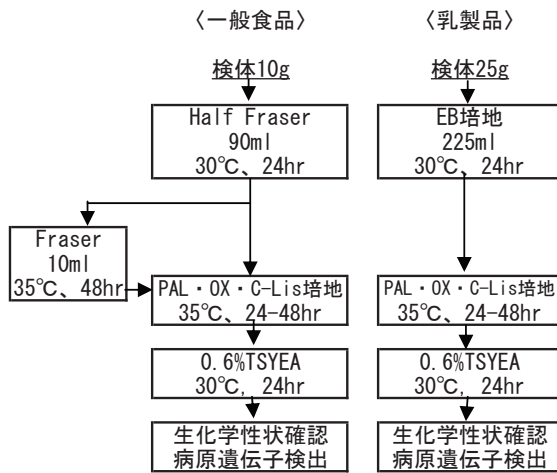 〈一般食品〉
検体10g
Half Fraser
90ml
30℃、24hr
Fraser
10ml
35℃、48hr
PAL・OX・C-Lis培地
35℃、24-48hr
0.6%TSYEA
30℃, 24hr
生化学性状確認
病原遺伝子検出
〈乳製品〉
検体25g
EB培地
225ml
30℃、24hr
PAL・OX・C-Lis培地
35℃、24-48hr
0.6%TSYEA
30℃, 24hr
生化学性状確認
病原遺伝子検出